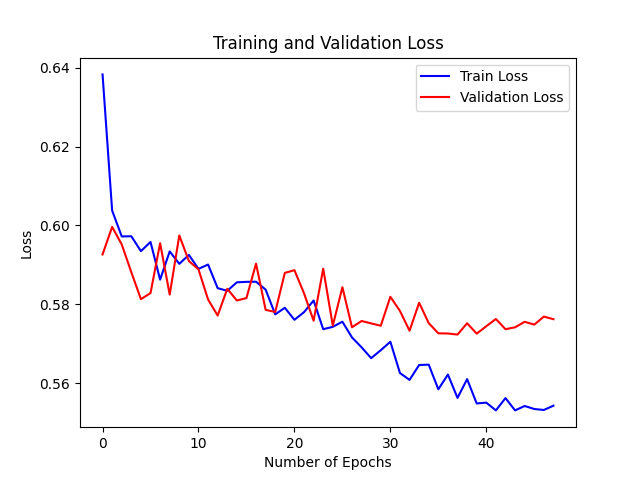 Training and Validation Loss
Train Loss
Validation Loss
0.64
0.62
0.60
0.58
0.56
Loss
0 10 20 30 40
Number of Epochs